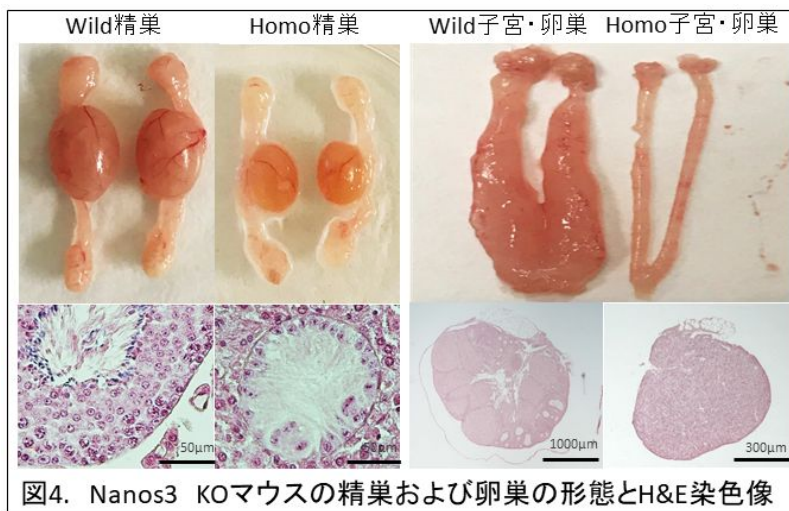 Wild精巣 Homo精巣 Wild子宮・卵巣 Homo子宮・卵巣
50μm 50μm 1000μm 300μm
図4. Nanos3 KOマウスの精巣および卵巣の形態とH&E染色像